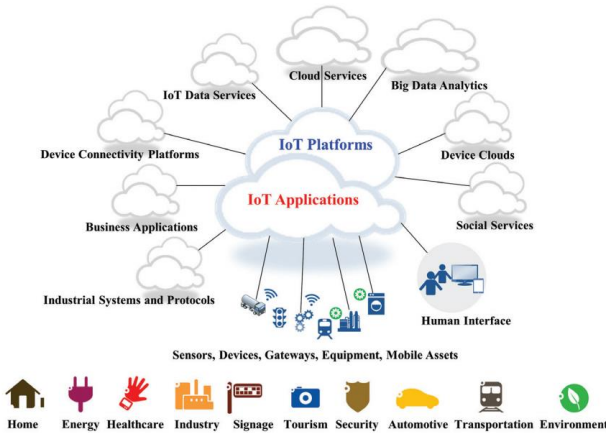 Cloud Services
IoT Data Services
Big Data Analytics
IoT Platforms
Device Connectivity Platforms
Device Clouds
IoT Applications
Business Applications
Social Services
Industrial Systems and Protocols
Human Interface
Sensors, Devices, Gateways, Equipment, Mobile Assets
Home Energy Healthcare Industry Signage Tourism Security Automotive Transportation Environment